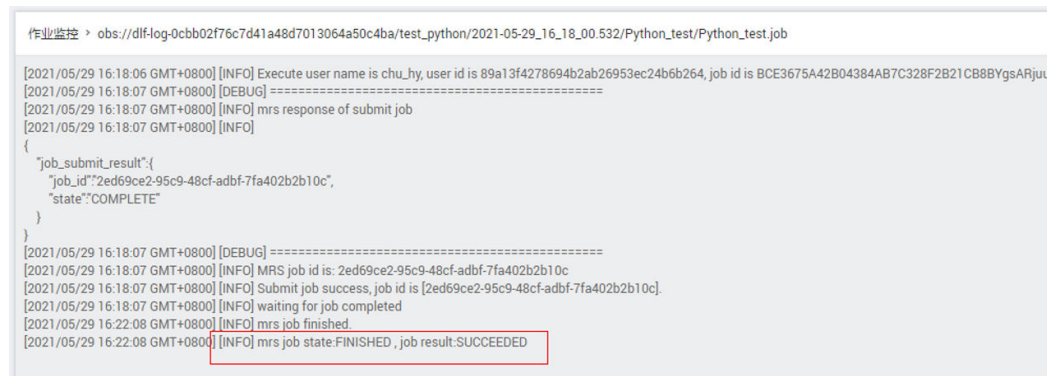 作业监控 > obs://dlf-log-0cbb02f76c7d41a48d7013064a50c4ba/test_python/2021-05-29_16_18_00.532/Python_test/Python_test.job
[2021/05/29 16:18:06 GMT+0800] [INFO] Execute user name is chu_hy, user id is 89a13f4278694b2ab26953ec24b6b264, job id is BCE3675A42B04384AB7C328F2B21CB8BYgsARjuu
[2021/05/29 16:18:07 GMT+0800] [DEBUG] ===============================================
[2021/05/29 16:18:07 GMT+0800] [INFO] mrs response of submit job
[2021/05/29 16:18:07 GMT+0800] [INFO]
{
"job_submit_result":{
"job_id":"2ed69ce2-95c9-48cf-adbf-7fa402b2b10c",
"state":"COMPLETE"
}
}
[2021/05/29 16:18:07 GMT+0800] [DEBUG] ===============================================
[2021/05/29 16:18:07 GMT+0800] [INFO] MRS job id is: 2ed69ce2-95c9-48cf-adbf-7fa402b2b10c
[2021/05/29 16:18:07 GMT+0800] [INFO] Submit job success, job id is [2ed69ce2-95c9-48cf-adbf-7fa402b2b10c].
[2021/05/29 16:18:07 GMT+0800] [INFO] waiting for job completed
[2021/05/29 16:22:08 GMT+0800] [INFO] mrs job finished.
[2021/05/29 16:22:08 GMT+0800] [INFO] mrs job state:FINISHED , job result:SUCCEEDED